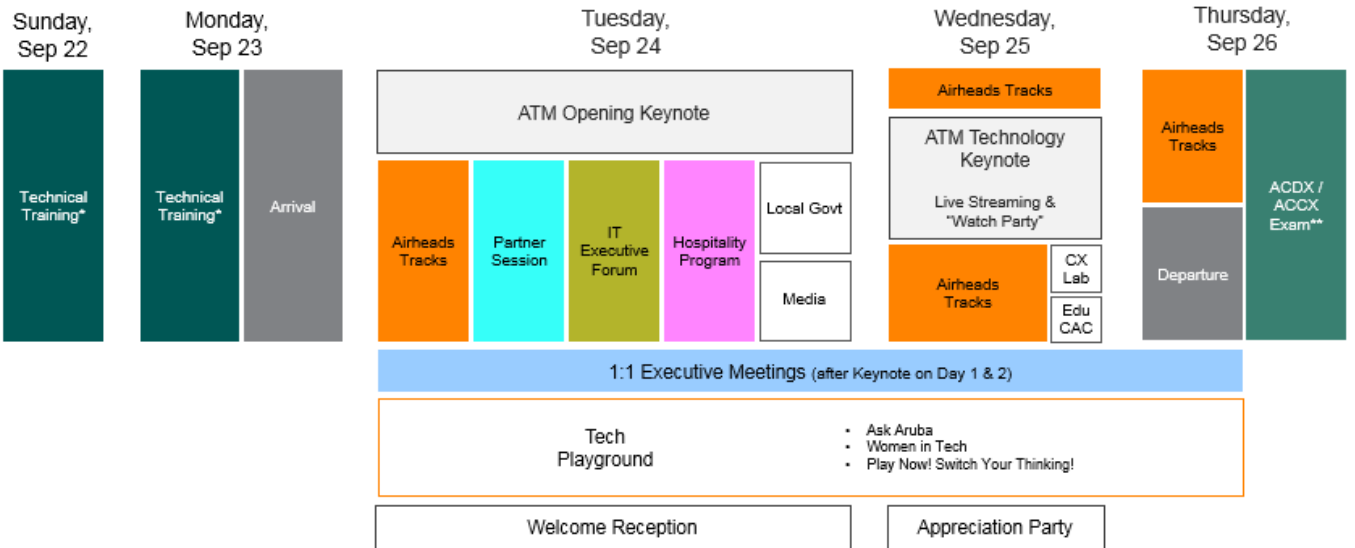 Sunday,
Sep 22
Monday,
Sep 23
Tuesday,
Sep 24
Wednesday,
Sep 25
Thursday,
Sep 26
Technical
Training*
Technical
Training*
Arrival
ATM Opening Keynote
Airheads
Tracks
Partner
Session
IT
Executive
Forum
Hospitality
Program
Local Govt
Media
Airheads Tracks
ATM Technology
Keynote
Live Streaming &
"Watch Party"
Airheads
Tracks
CX
Lab
Edu
CAC
Airheads
Tracks
Departure
ACDX /
ACCX
Exam**
1:1 Executive Meetings (after Keynote on Day 1 & 2)
Tech
Playground
• Ask Aruba
• Women in Tech
• Play Now! Switch Your Thinking!
Welcome Reception
Appreciation Party